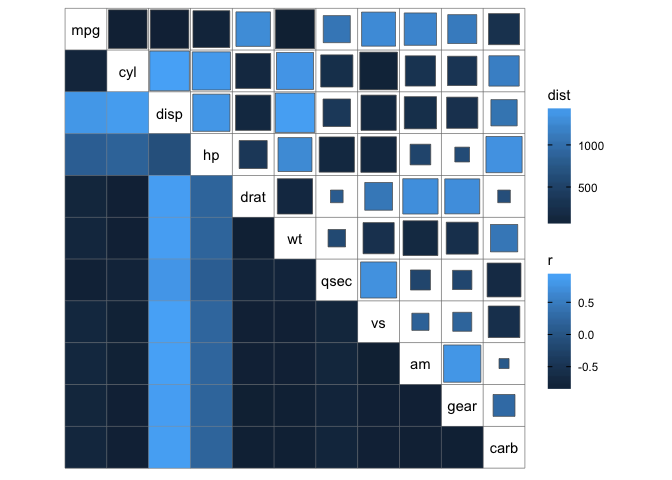 mpg
cyl
disp
hp
drat
wt
qsec
vs
am
gear
carb
dist
1000
500
r
0.5
0.0
-0.5